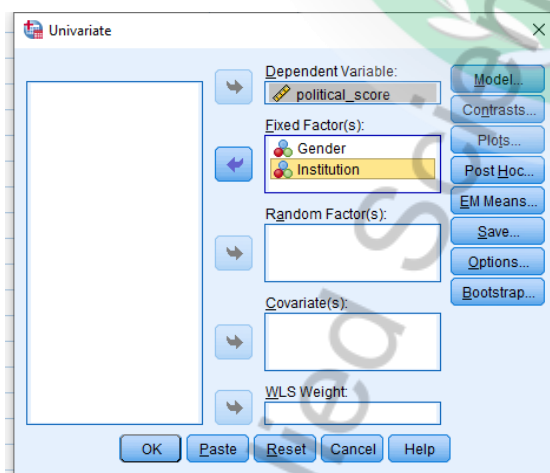 Univariate
Dependent Variable:
political_score
Fixed Factor(s):
Gender
Institution
Random Factor(s):
Covariate(s):
WLS Weight:
Model...
Contrasts...
Plots...
Post Hoc...
EM Means...
Save...
Options...
Bootstrap...
OK Paste Reset Cancel Help